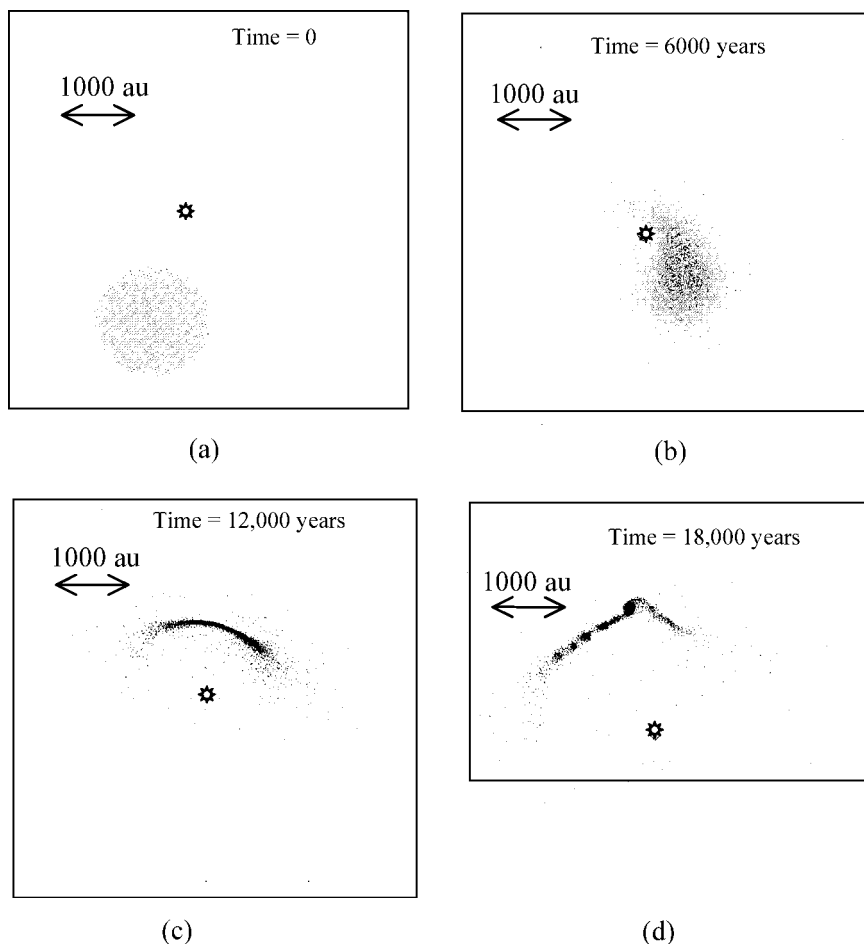 Time = 0
1000 au
(a)
Time = 6000 years
1000 au
(b)
Time = 12,000 years
1000 au
(c)
Time = 18,000 years
1000 au
(d)